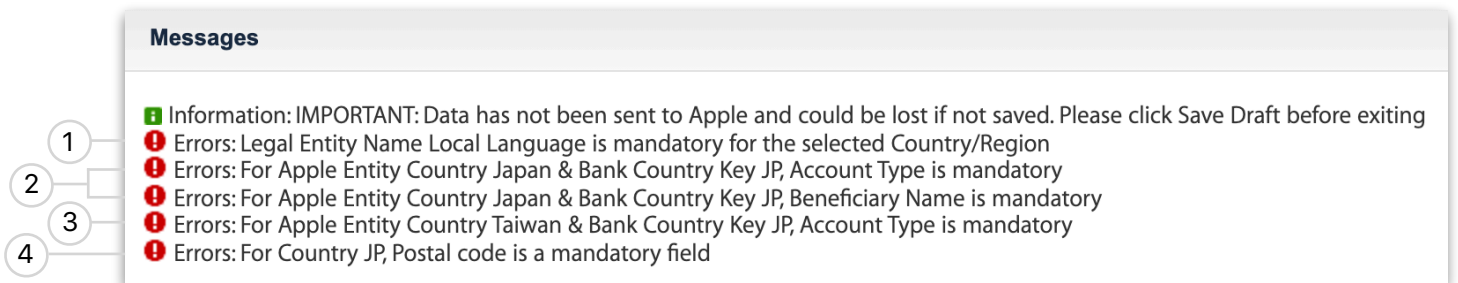 Messages
Information: IMPORTANT: Data has not been sent to Apple and could be lost if not saved. Please click Save Draft before exiting
1 Errors: Legal Entity Name Local Language is mandatory for the selected Country/Region
2 Errors: For Apple Entity Country Japan & Bank Country Key JP, Account Type is mandatory
Errors: For Apple Entity Country Japan & Bank Country Key JP, Beneficiary Name is mandatory
3 Errors: For Apple Entity Country Taiwan & Bank Country Key JP, Account Type is mandatory
4 Errors: For Country JP, Postal code is a mandatory field